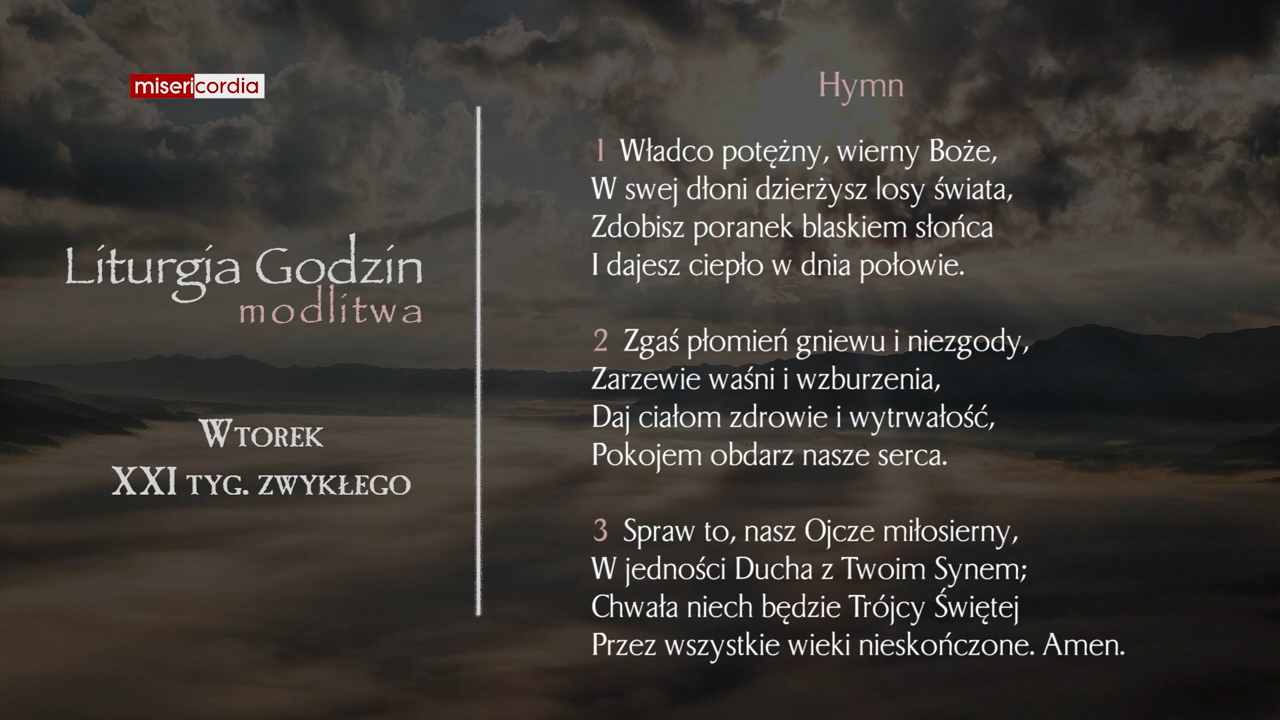 misericordia
Liturgia Godzin
modlitwa
Wtorek
XXI tyg. zwykłego
Hymn
1 Władco potężny, wierny Boże,
W swej dłoni dzierżysz losy świata,
Zdobisz poranek blaskiem słońca
I dajesz ciepło w dnia połowie.
2 Zgaś płomień gniewu i niezgody,
Zarzewie waśni i wzburzenia,
Daj ciałom zdrowie i wytrwałość,
Pokojem obdarz nasze serca.
3 Spraw to, nasz Ojcze miłosierny,
W jedności Ducha z Twoim Synem;
Chwała niech będzie Trójcy Świętej
Przez wszystkie wieki nieskończone. Amen.